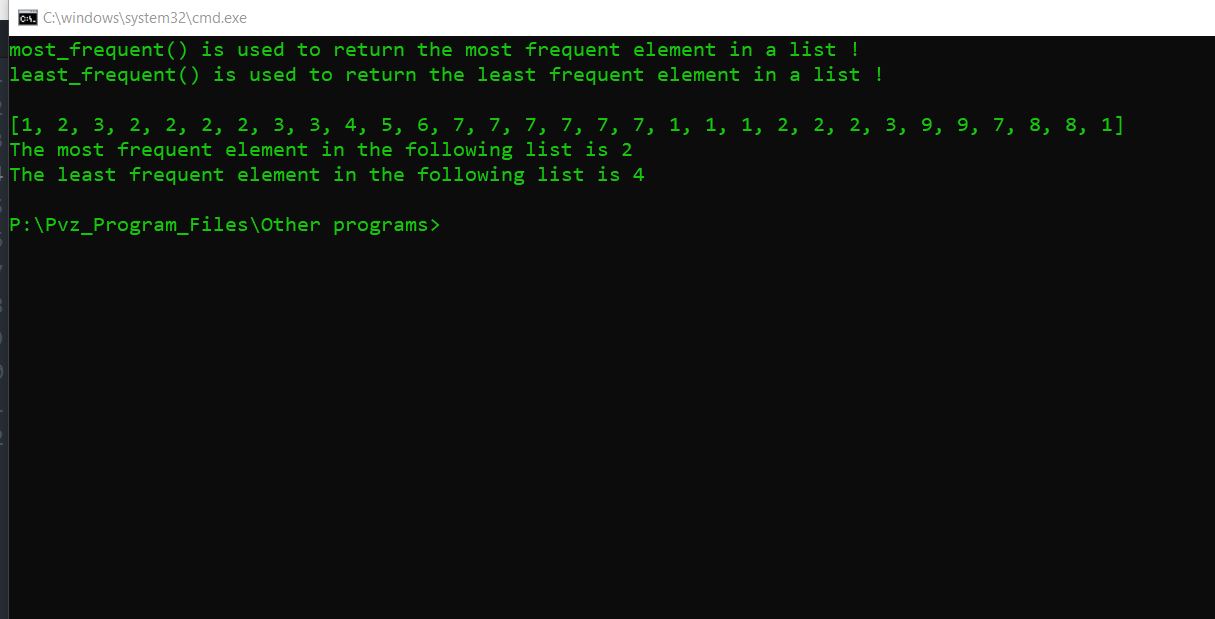 C:\windows\system32\cmd.exe
most_frequent() is used to return the most frequent element in a list !
least_frequent() is used to return the least frequent element in a list !
[1, 2, 3, 2, 2, 2, 2, 3, 3, 4, 5, 6, 7, 7, 7, 7, 7, 7, 1, 1, 1, 2, 2, 2, 3, 9, 9, 7, 8, 8, 1]
The most frequent element in the following list is 2
The least frequent element in the following list is 4
P:\Pvz_Program_Files\Other programs>